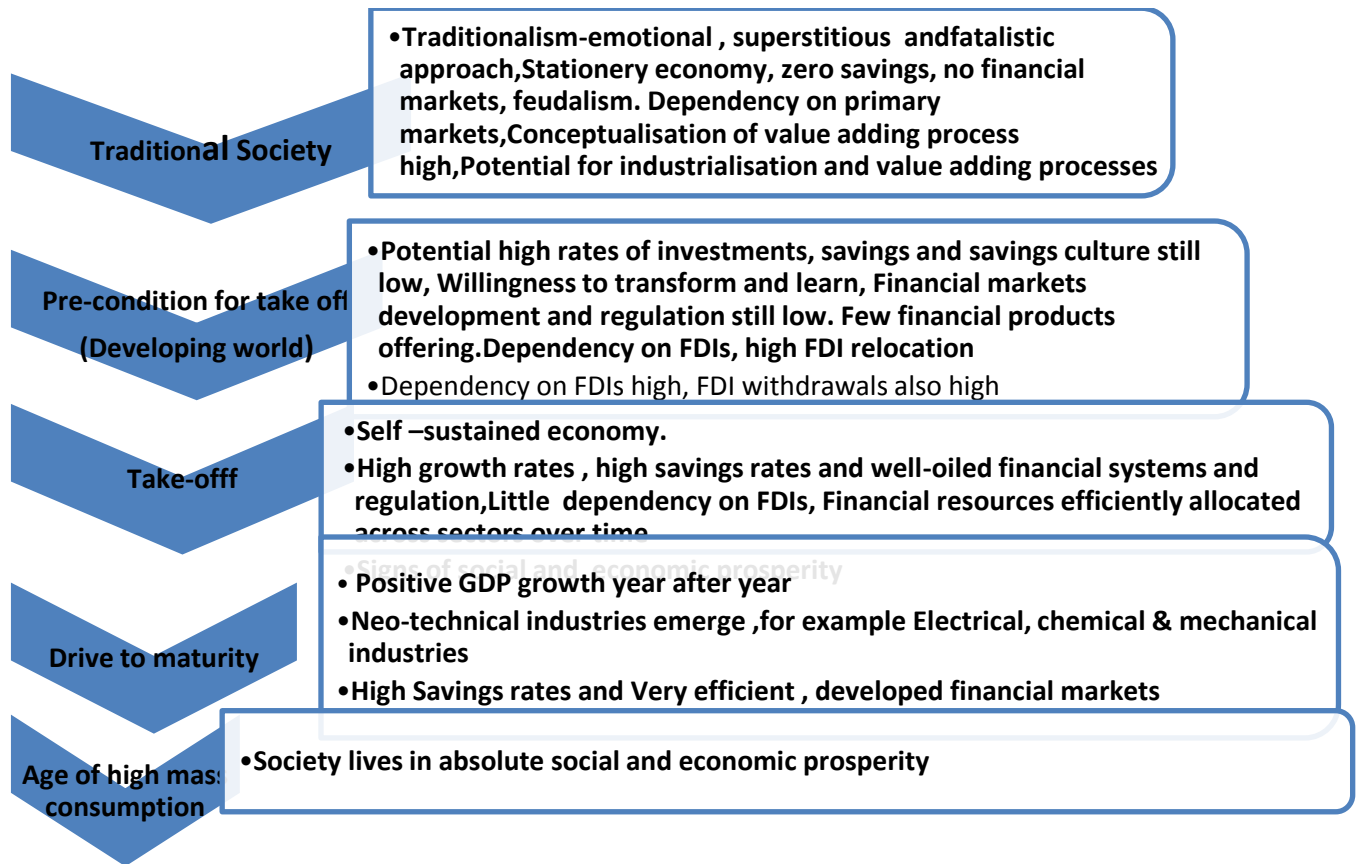 Traditional Society
•Traditionalism-emotional , superstitious andfatalistic
approach,Stationery economy, zero savings, no financial
markets, feudalism. Dependency on primary
markets,Conceptualisation of value adding process
high,Potential for industrialisation and value adding processes
Pre-condition for take off
(Developing world)
•Potential high rates of investments, savings and savings culture still
low, Willingness to transform and learn, Financial markets
development and regulation still low. Few financial products
offering.Dependency on FDIs, high FDI relocation
•Dependency on FDIs high, FDI withdrawals also high
Take-offf
•Self –sustained economy.
•High growth rates , high savings rates and well-oiled financial systems and
regulation,Little dependency on FDIs, Financial resources efficiently allocated
across sectors over time
•Signs of social and economic prosperity
Drive to maturity
• Positive GDP growth year after year
•Neo-technical industries emerge ,for example Electrical, chemical & mechanical
industries
•High Savings rates and Very efficient , developed financial markets
Age of high mass
consumption
•Society lives in absolute social and economic prosperity